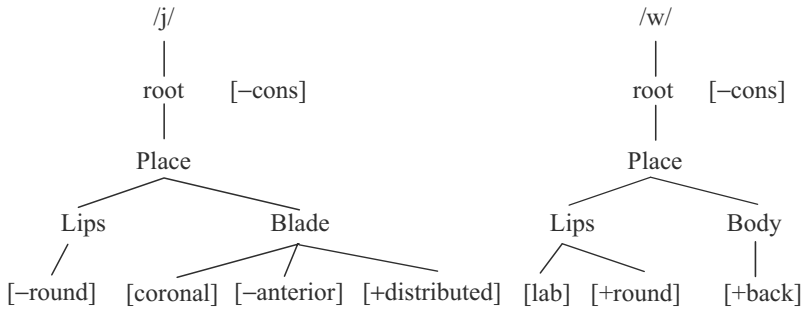 /j/ /w/
root [−cons] root [−cons]
Place Place
Lips Blade Lips Body
[−round] [coronal] [−anterior] [+distributed] [lab] [+round] [+back]